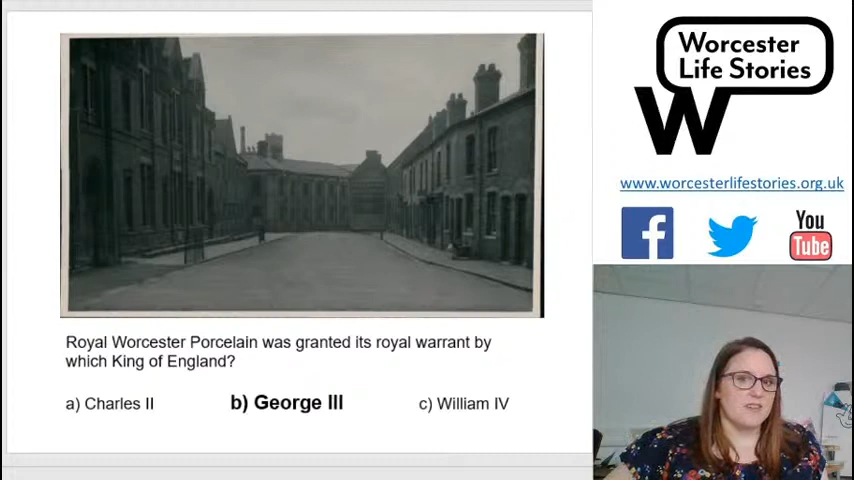 Worcester
Life Stories
W
www.worcesterlifestories.org.uk
f
You
Tube
Royal Worcester Porcelain was granted its royal warrant by
which King of England?
a) Charles II
b) George III
c) William IV